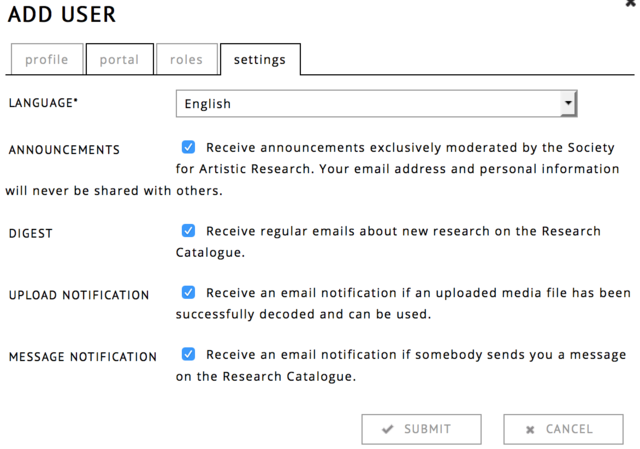 ADD USER
profile portal roles settings
LANGUAGE* English
ANNOUNCEMENTS Receive announcements exclusively moderated by the Society
for Artistic Research. Your email address and personal information
will never be shared with others.
DIGEST Receive regular emails about new research on the Research
Catalogue.
UPLOAD NOTIFICATION Receive an email notification if an uploaded media file has been
successfully decoded and can be used.
MESSAGE NOTIFICATION Receive an email notification if somebody sends you a message
on the Research Catalogue.
SUBMIT CANCEL